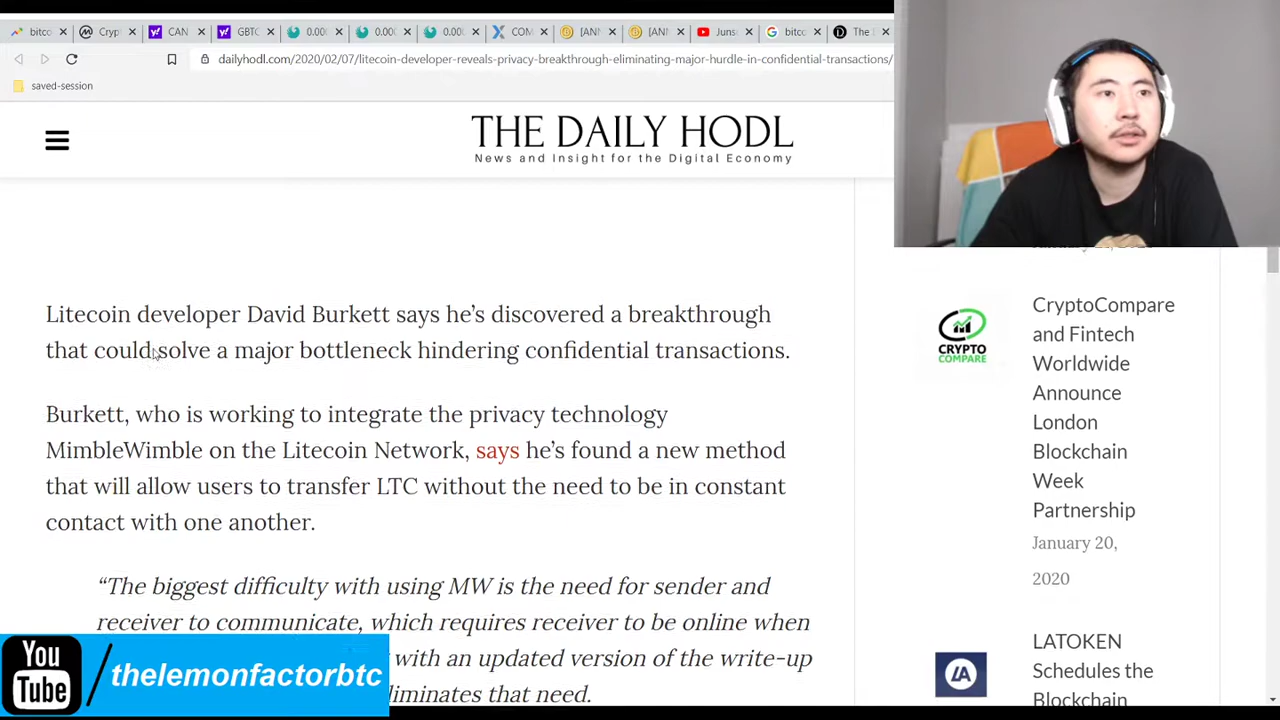 bitco
Cryp
CAN
GBTC
0.00
0.00
0.00
COM
[ANN
[ANN
Juns
bitc
The
dailyhodl.com/2020/02/07/litecoin-developer-reveals-privacy-breakthrough-eliminating-major-hurdle-in-confidential-transactions/
saved-session
THE DAILY HODL
News and Insight for the Digital Economy
Litecoin developer David Burkett says he’s discovered a breakthrough
that could solve a major bottleneck hindering confidential transactions.
Burkett, who is working to integrate the privacy technology
MimbleWimble on the Litecoin Network, says he’s found a new method
that will allow users to transfer LTC without the need to be in constant
contact with one another.
“The biggest difficulty with using MW is the need for sender and
receiver to communicate, which requires receiver to be online when
with an updated version of the write-up
liminates that need.
CRYPTO
COMPARE
CryptoCompare
and Fintech
Worldwide
Announce
London
Blockchain
Week
Partnership
January 20,
2020
LA
LATOKEN
Schedules the
Blockchain
You
Tube
/thelemonfactorbtc